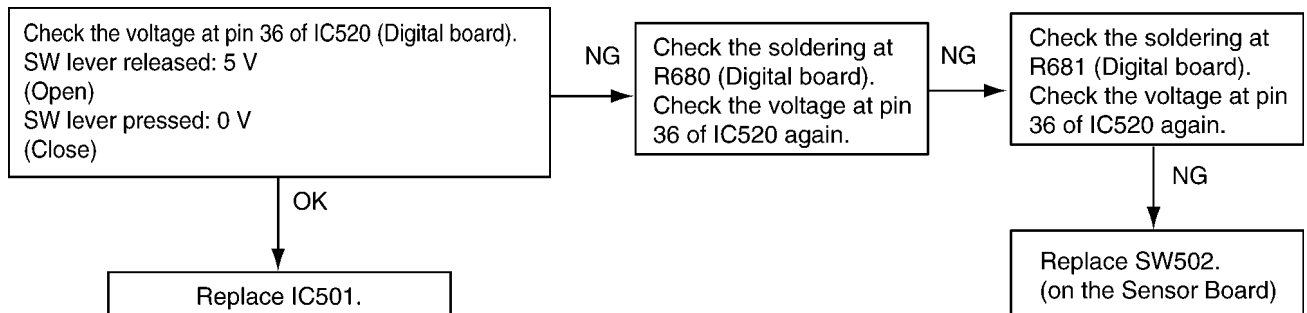 Check the voltage at pin 36 of IC520 (Digital board).
SW lever released: 5 V
(Open)
SW lever pressed: 0 V
(Close)
NG
Check the soldering at
R680 (Digital board).
Check the voltage at pin
36 of IC520 again.
NG
Check the soldering at
R681 (Digital board).
Check the voltage at pin
36 of IC520 again.
OK
NG
Replace IC501.
Replace SW502.
(on the Sensor Board)